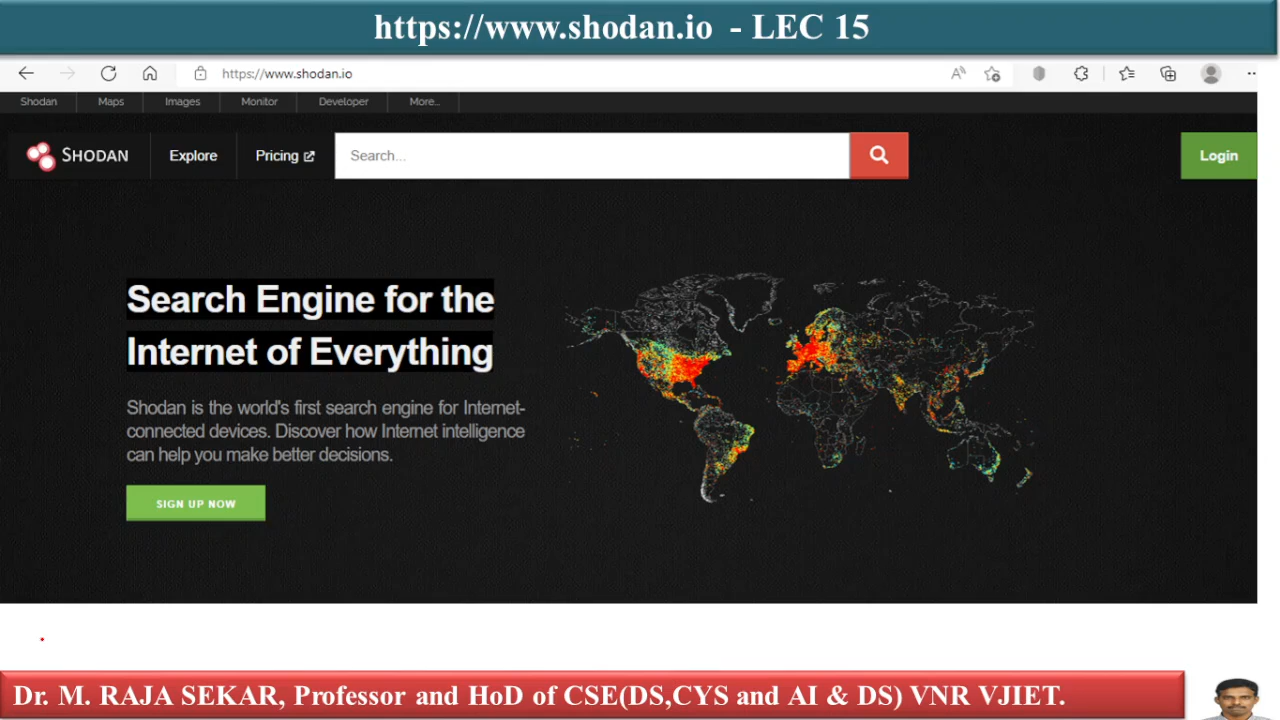 https://www.shodan.io - LEC 15
https://www.shodan.io
Shodan Maps Images Monitor Developer More...
SHODAN Explore Pricing Search... Login
Search Engine for the
Internet of Everything
Shodan is the world's first search engine for Internet-
connected devices. Discover how Internet intelligence
can help you make better decisions.
SIGN UP NOW
Dr. M. RAJA SEKAR, Professor and HoD of CSE(DS,CYS and AI & DS) VNR VJIET.